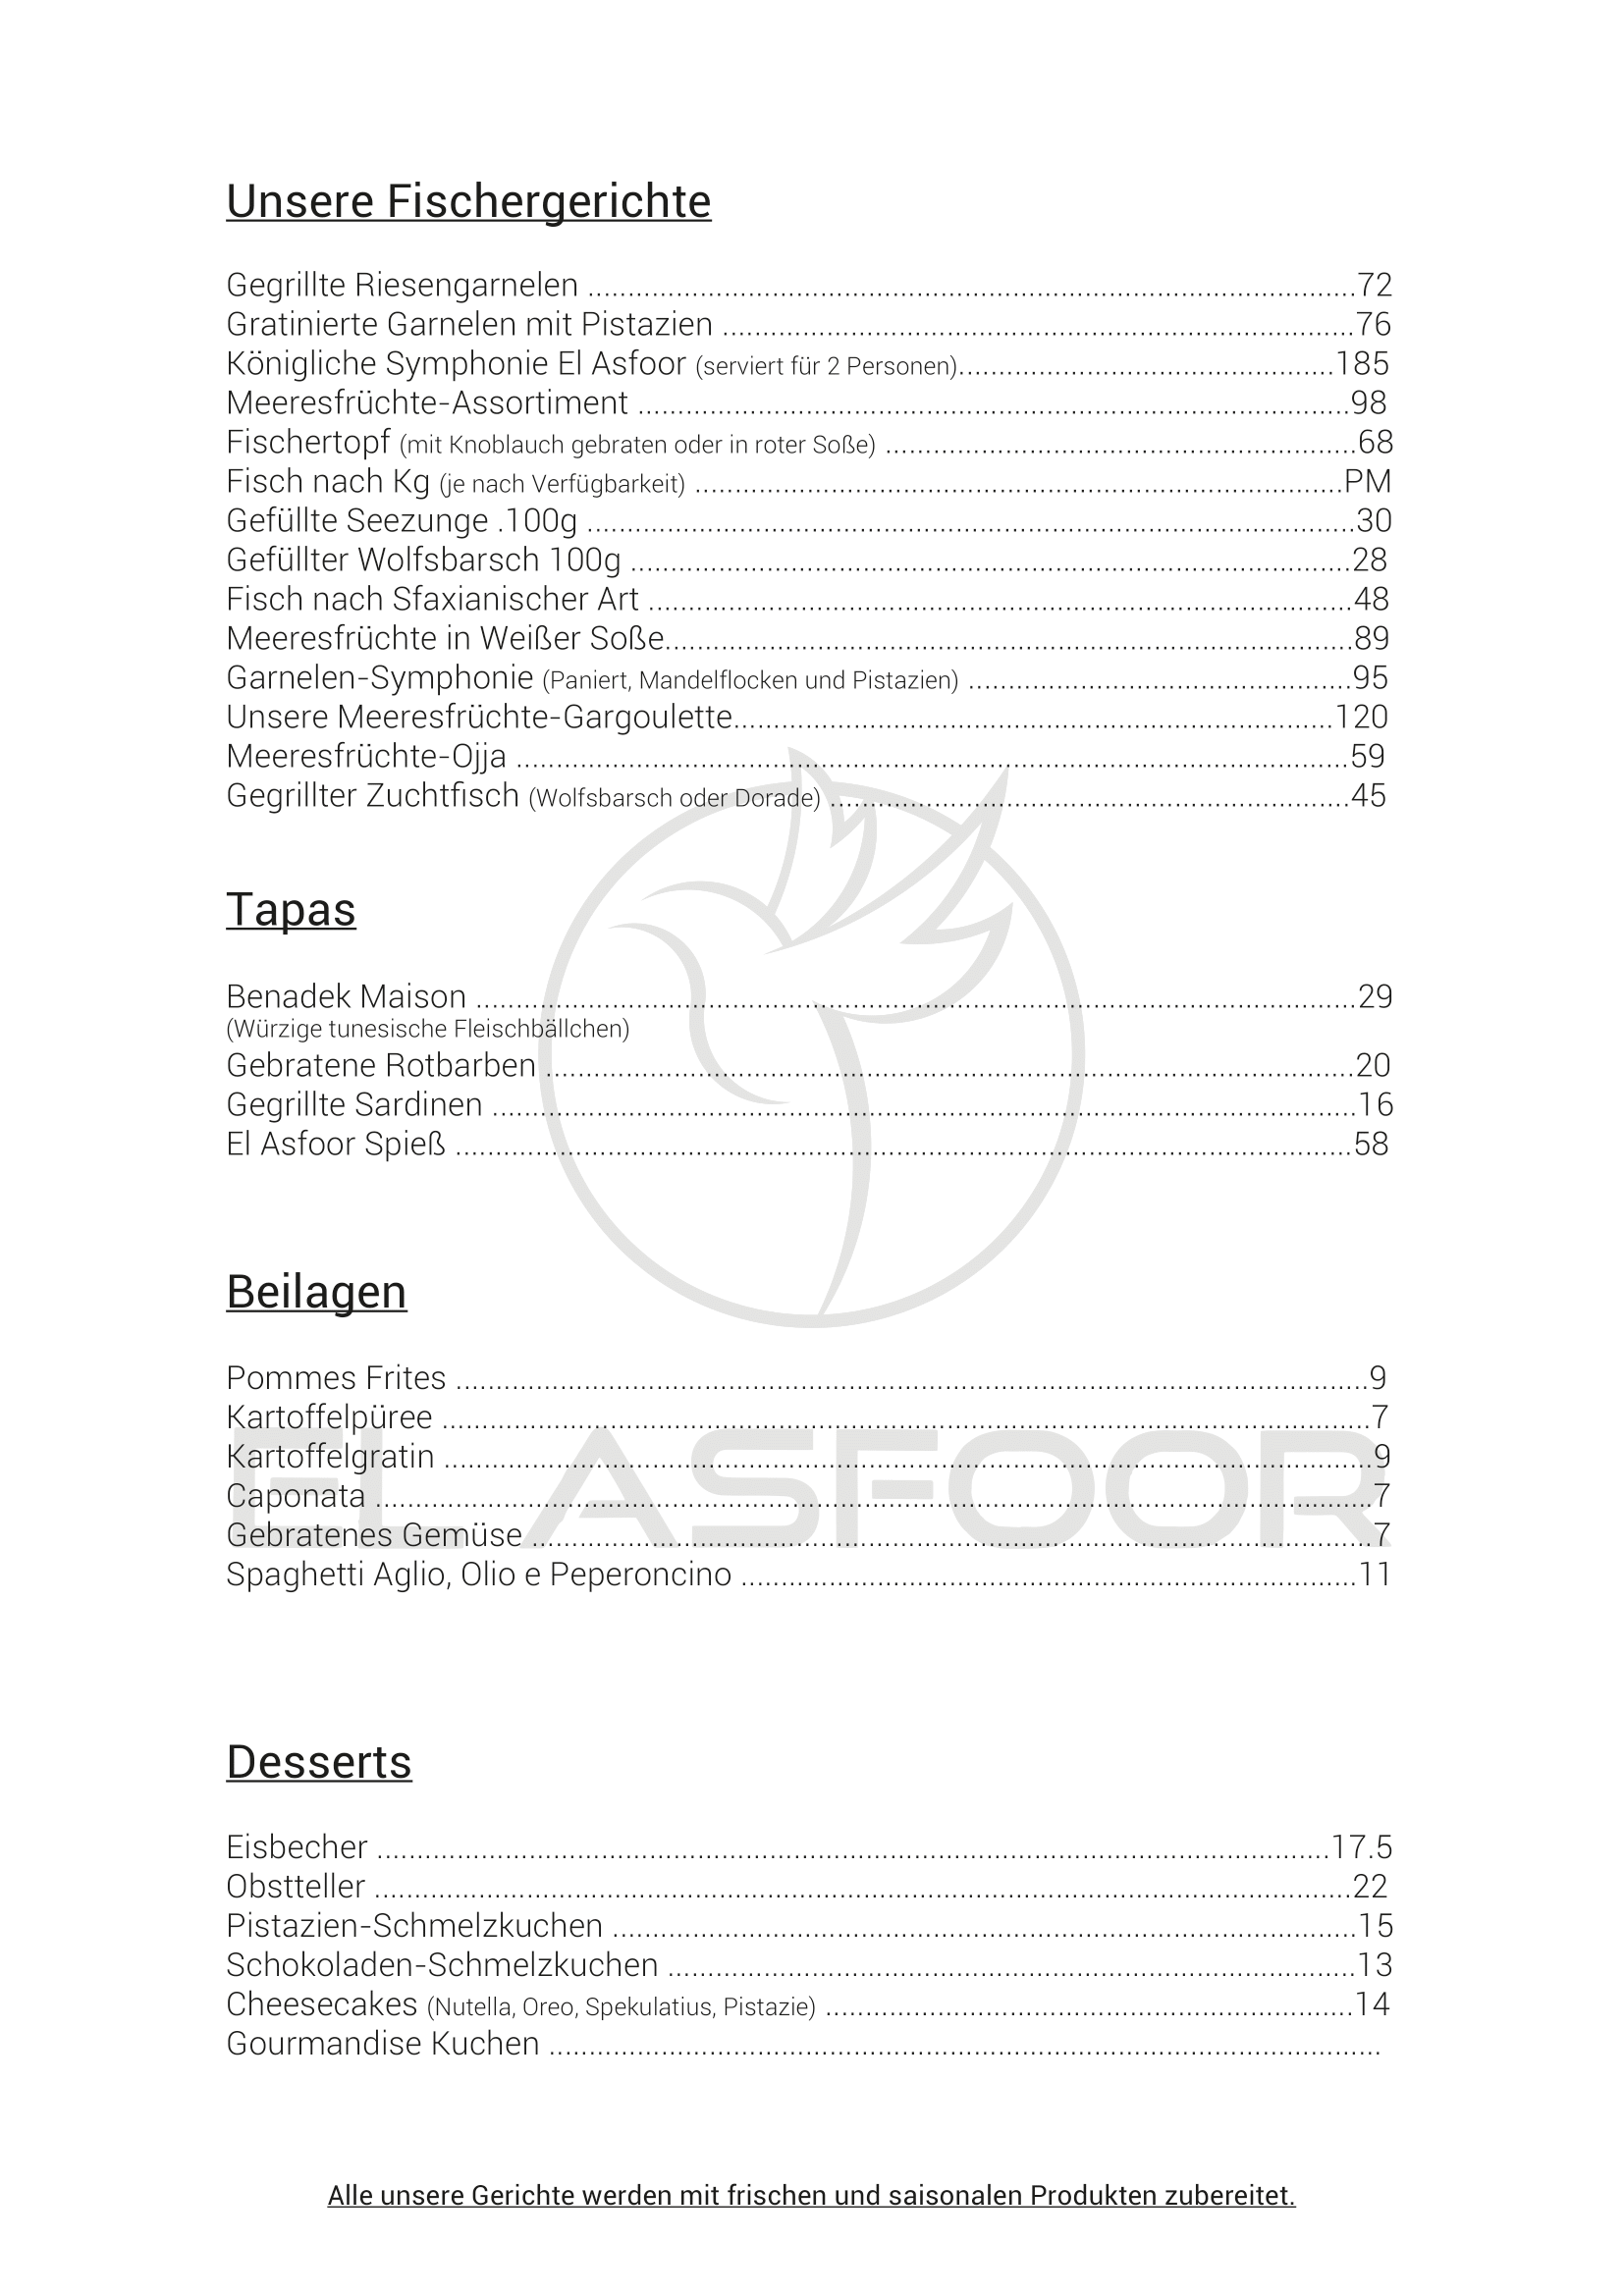 Unsere Fischergerichte
Gegrillte Riesengarnelen ........................................72
Gratinierte Garnelen mit Pistazien ........................................76
Königliche Symphonie El Asfoor (serviert für 2 Personen)........................................185
Meeresfrüchte-Assortiment ........................................98
Fischertopf (mit Knoblauch gebraten oder in roter Soße) ........................................68
Fisch nach Kg (je nach Verfügbarkeit) ........................................PM
Gefüllte Seezunge .100g ........................................30
Gefüllter Wolfsbarsch 100g ........................................28
Fisch nach Sfaxianischer Art ........................................48
Meeresfrüchte in Weißer Soße........................................89
Garnelen-Symphonie (Paniert, Mandelflocken und Pistazien) ........................................95
Unsere Meeresfrüchte-Gargoulette........................................120
Meeresfrüchte-Ojja ........................................59
Gegrillter Zuchtfisch (Wolfsbarsch oder Dorade) ........................................45
Tapas
Benadek Maison ........................................29
(Würzige tunesische Fleischbällchen)
Gebratene Rotbarben ........................................20
Gegrillte Sardinen ........................................16
El Asfoor Spieß ........................................58
Beilagen
Pommes Frites ........................................9
Kartoffelpüree ........................................7
Kartoffelgratin ........................................9
Caponata ........................................7
Gebratenes Gemüse ........................................7
Spaghetti Aglio, Olio e Peperoncino ........................................11
EL ASFOOR
Desserts
Eisbecher ........................................17.5
Obstteller ........................................22
Pistazien-Schmelzkuchen ........................................15
Schokoladen-Schmelzkuchen ........................................13
Cheesecakes (Nutella, Oreo, Spekulatius, Pistazie) ........................................14
Gourmandise Kuchen ........................................
Alle unsere Gerichte werden mit frischen und saisonalen Produkten zubereitet.